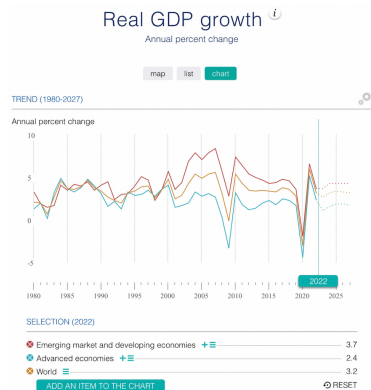 Real GDP growth i
Annual percent change
map list chart
TREND (1980-2027)
Annual percent change
10
5
0
-5
1980 1985 1990 1995 2000 2005 2010 2015 2020 2025
2022
SELECTION (2022)
Emerging market and developing economies 3.7
Advanced economies 2.4
World 3.2
ADD AN ITEM TO THE CHART RESET